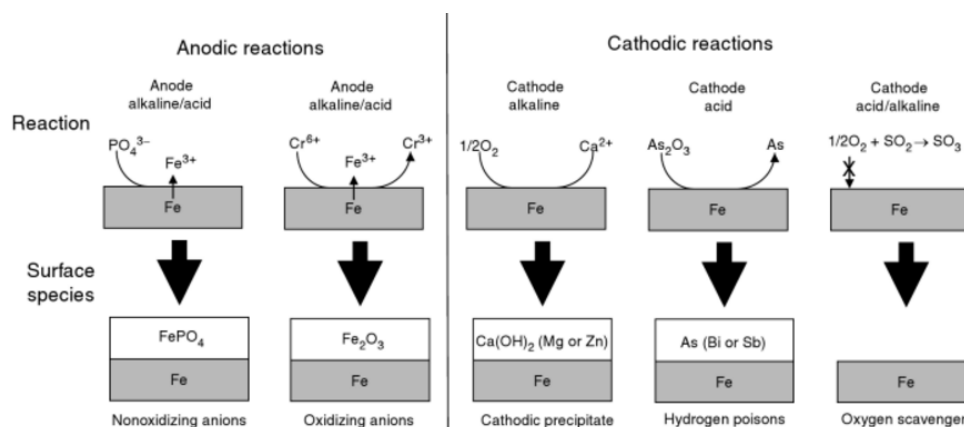 Anodic reactions
Cathodic reactions
Anode
alkaline/acid
Anode
alkaline/acid
Cathode
alkaline
Cathode
acid
Cathode
acid/alkaline
Reaction
PO₄³⁻
Fe³⁺
Fe
Cr⁶⁺
Cr³⁺
Fe³⁺
Fe
1/2O₂
Ca²⁺
Fe
As₂O₃
As
Fe
1/2O₂ + SO₂ → SO₃
Fe
Surface
species
FePO₄
Fe
Fe₂O₃
Fe
Ca(OH)₂ (Mg or Zn)
Fe
As (Bi or Sb)
Fe
Fe
Nonoxidizing anions
Oxidizing anions
Cathodic precipitate
Hydrogen poisons
Oxygen scavenger